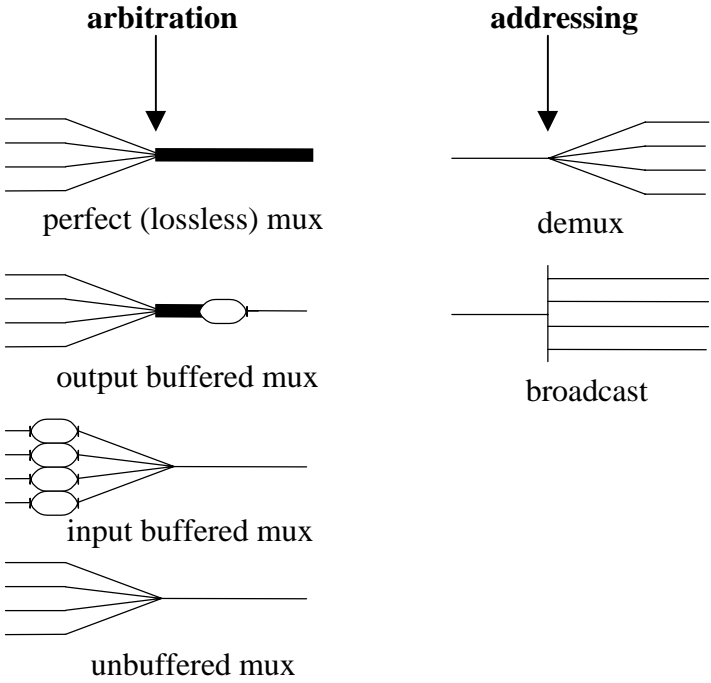 arbitration
addressing
perfect (lossless) mux
demux
output buffered mux
broadcast
input buffered mux
unbuffered mux